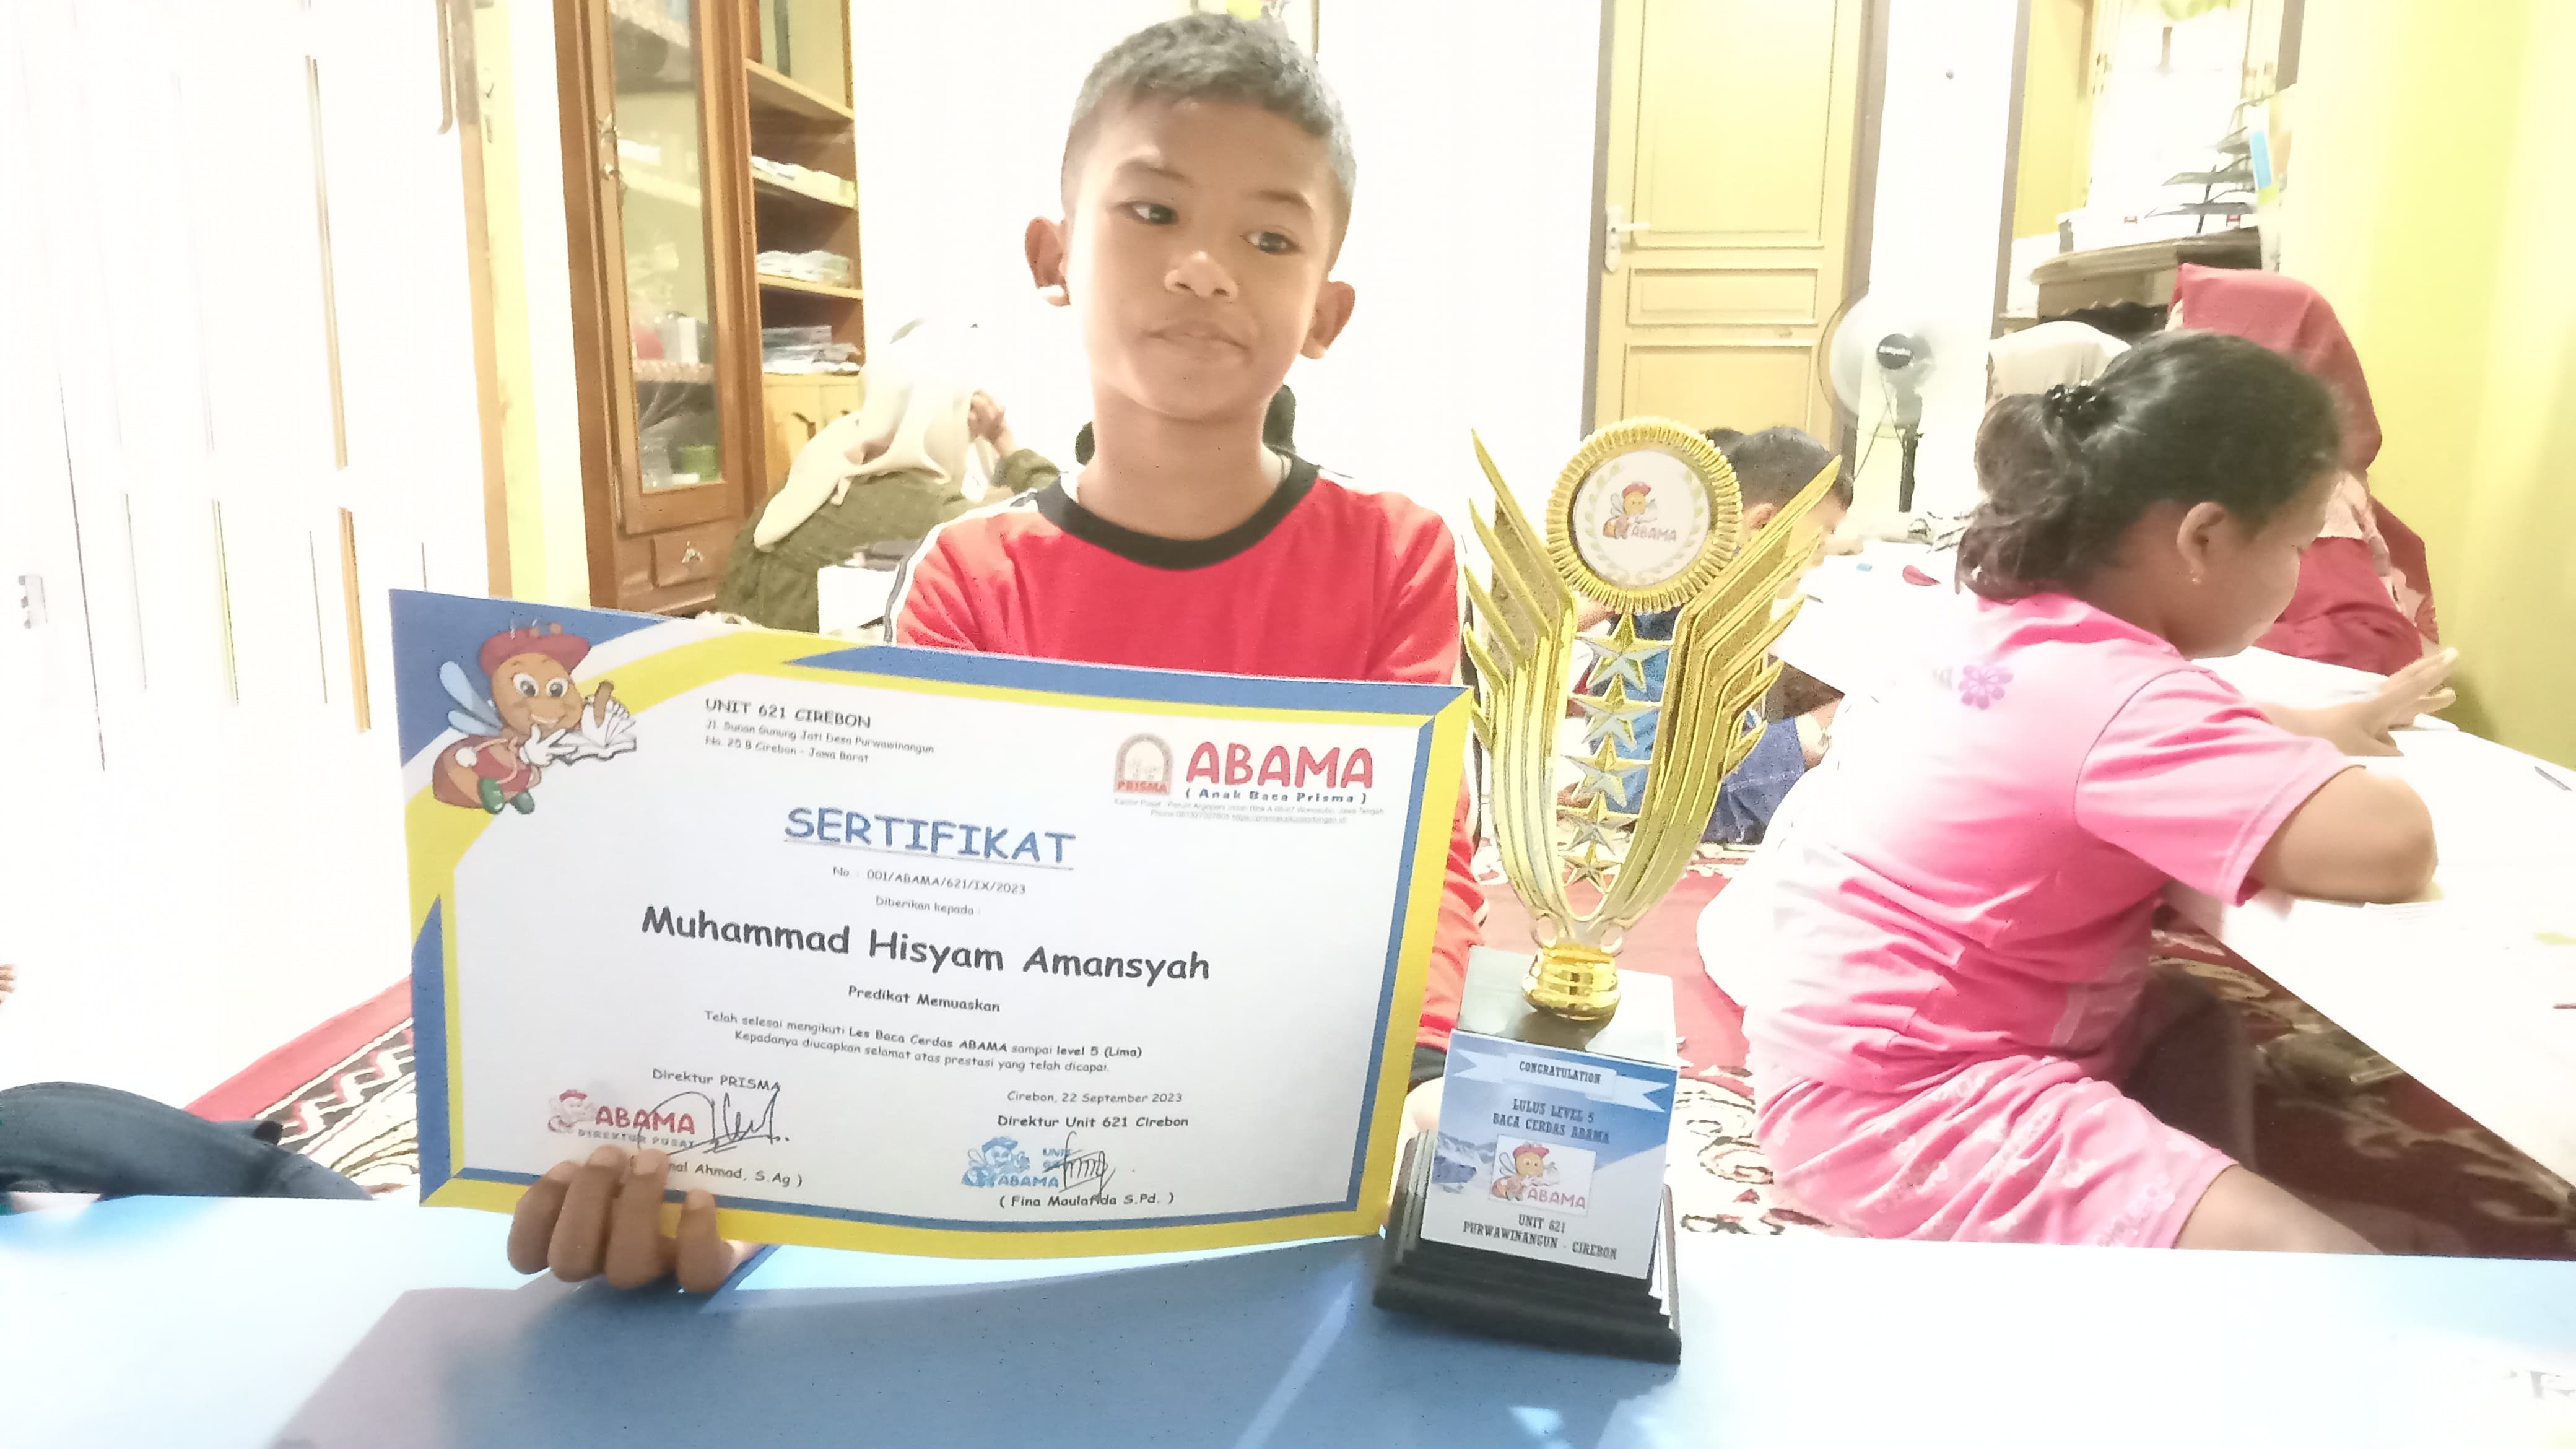 UNIT 621 CIREBON
Jl. Sunan Gunung Jati Desa Purwawinangun
No. 25 B Cirebon - Jawa Barat
PRISMA
ABAMA
( Anak Baca Prisma )
SERTIFIKAT
No. : 001/ABAMA/621/IX/2023
Diberikan kepada :
Muhammad Hisyam Amansyah
Predikat Memuaskan
Telah selesai mengikuti Les Baca Cerdas ABAMA sampai level 5 (Lima)
Kepadanya diucapkan selamat atas prestasi yang telah dicapai.
Direktur PRISMA
ABAMA
DIREKTUR PUSAT
Ahmad, S.Ag )
Cirebon, 22 September 2023
Direktur Unit 621 Cirebon
UNIT
ABAMA
( Fina Maulafida S.Pd. )
ABAMA
CONGRATULATION
LULUS LEVEL 5
BACA CERDAS ABAMA
ABAMA
UNIT 621
PURWAWINANGUN - CIREBON